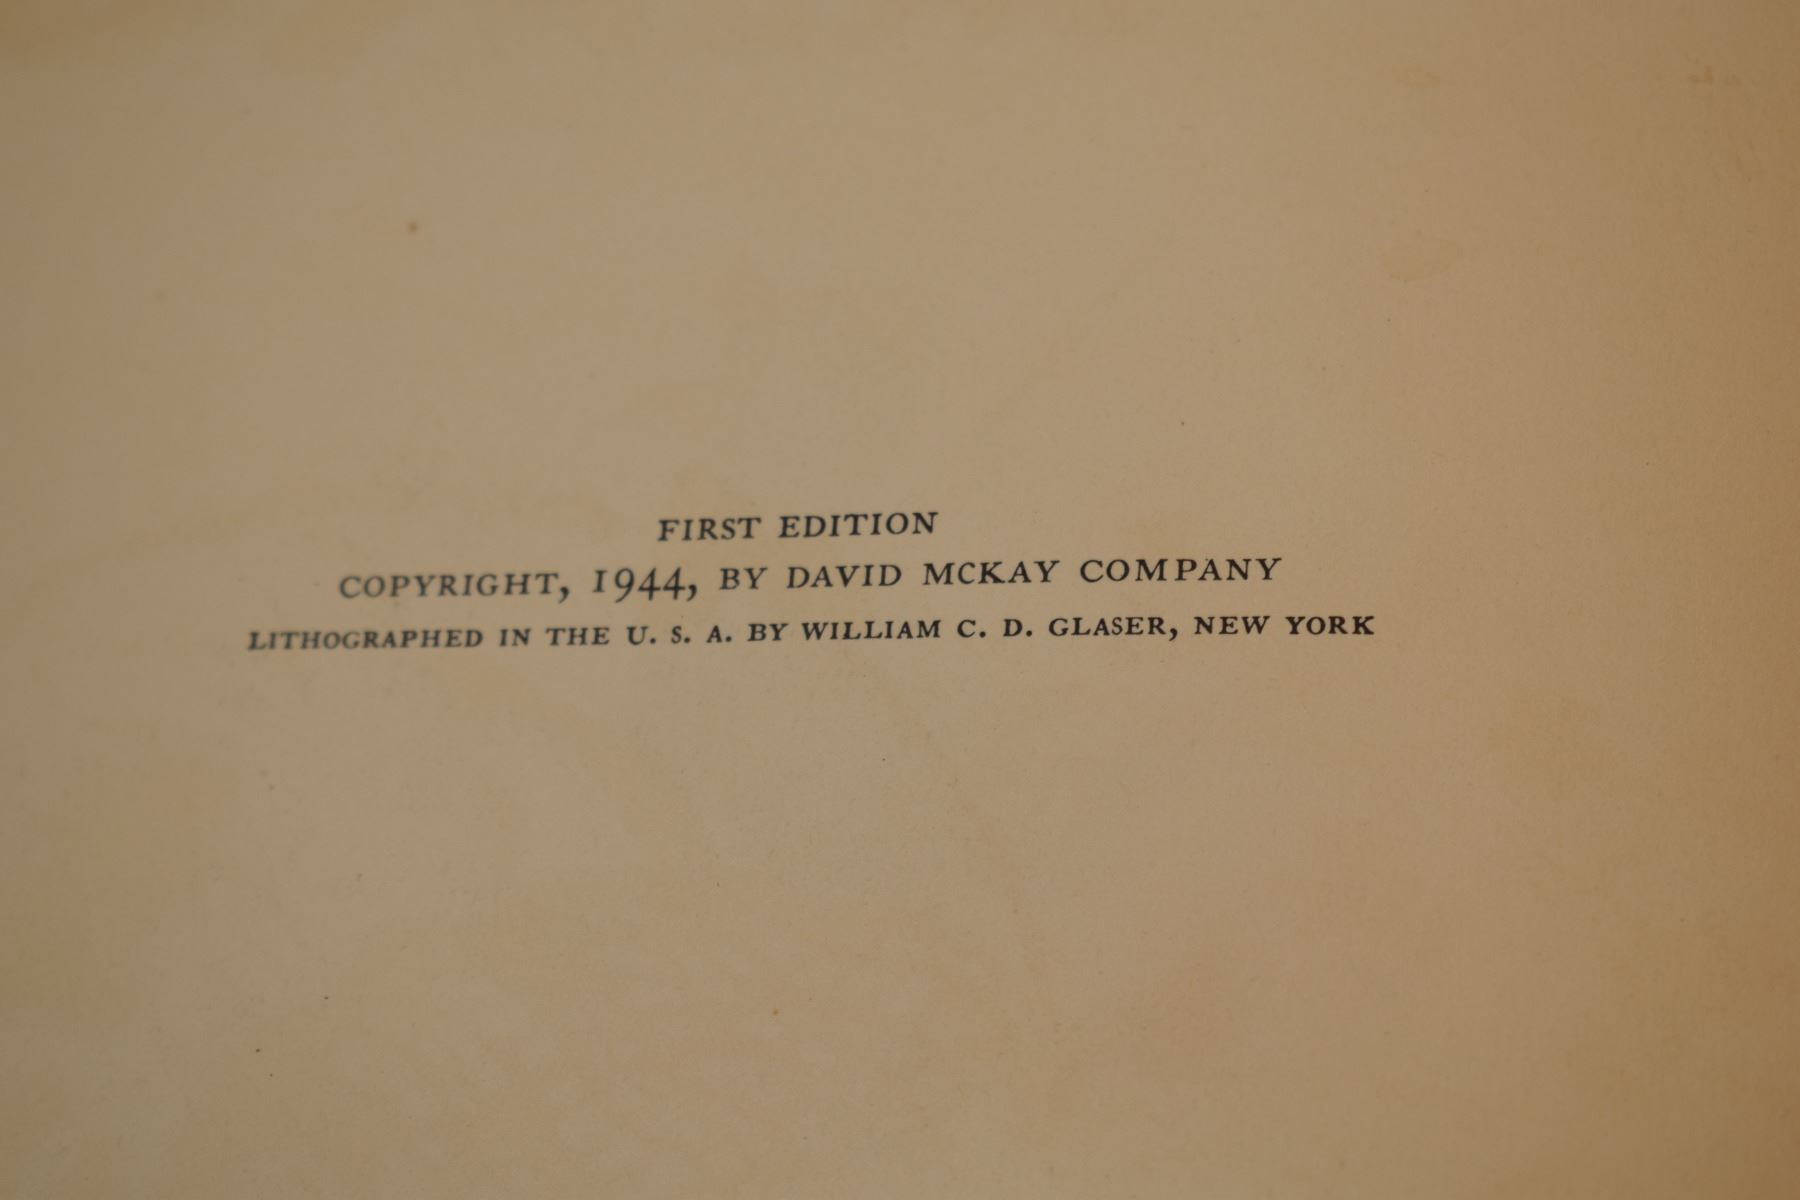 FIRST EDITION
COPYRIGHT, 1944, BY DAVID MCKAY COMPANY
LITHOGRAPHED IN THE U. S. A. BY WILLIAM C. D. GLASER, NEW YORK